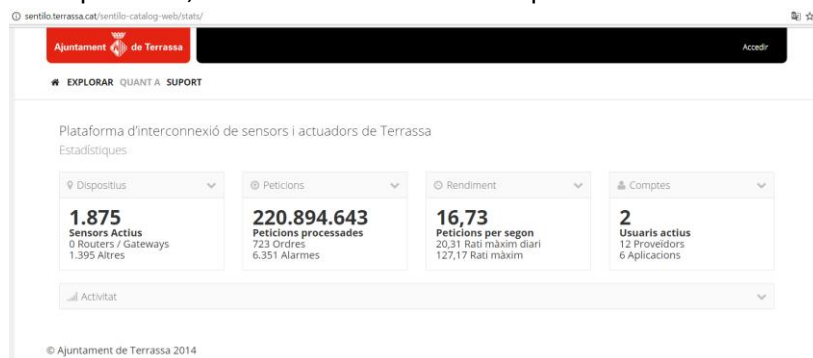 sentilo.terrassa.cat/sentilo-catalog-web/stats/
Ajuntament de Terrassa
Accedir
EXPLORAR QUANT A SUPORT
Plataforma d'interconnexió de sensors i actuadors de Terrassa
Estadístiques
Dispositius
1.875
Sensors Actius
0 Routers / Gateways
1.395 Altres
Peticions
220.894.643
Peticions processades
723 Ordres
6.351 Alarmes
Rendiment
16,73
Peticions per segon
20,31 Rati màxim diari
127,17 Rati màxim
Comptes
2
Usuaris actius
12 Proveïdors
6 Aplicacions
Activitat
© Ajuntament de Terrassa 2014